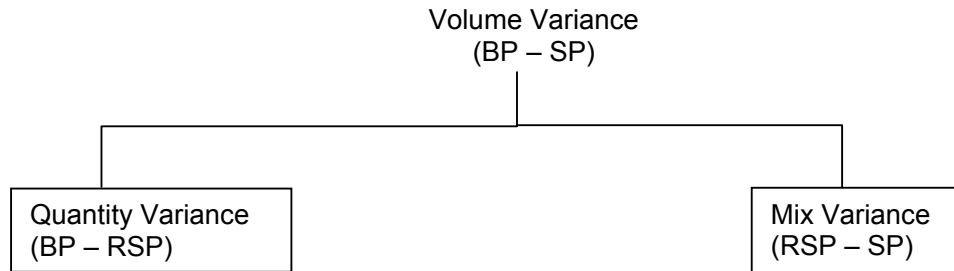 Volume Variance
(BP – SP)
Quantity Variance
(BP – RSP)
Mix Variance
(RSP – SP)